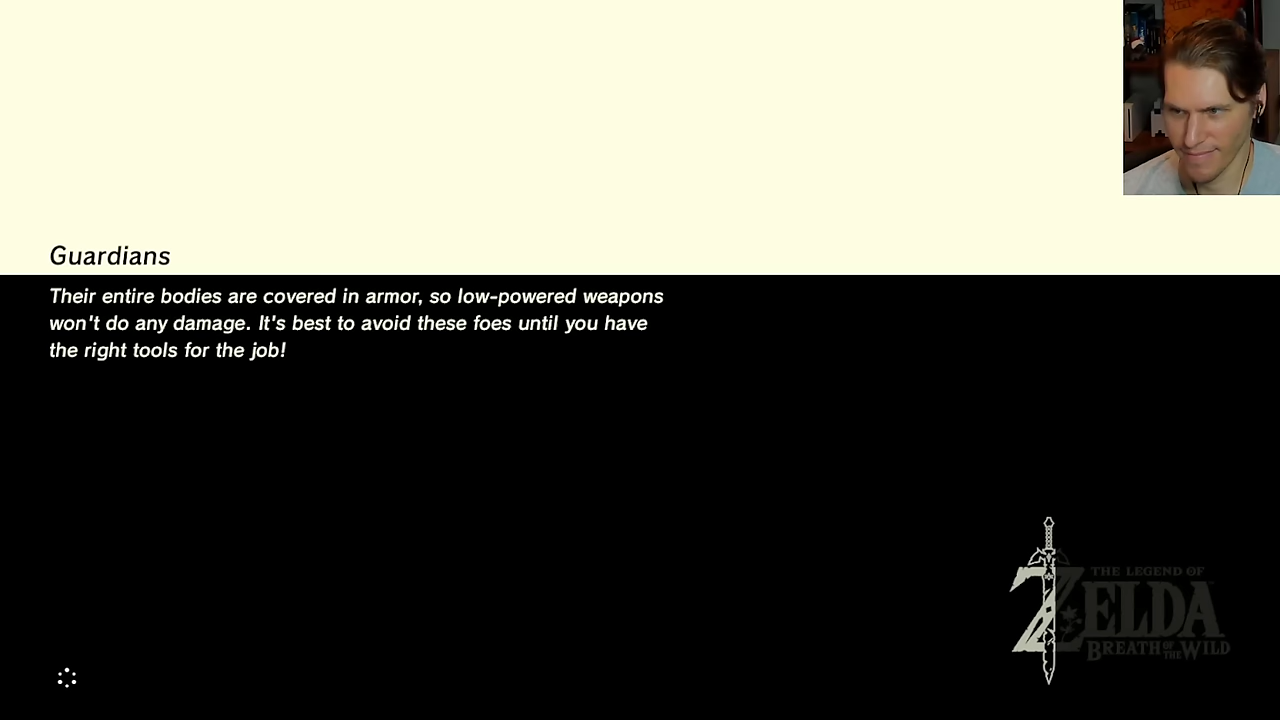 Guardians
Their entire bodies are covered in armor, so low-powered weapons
won't do any damage. It's best to avoid these foes until you have
the right tools for the job!
THE LEGEND OF
ZELDA
BREATH OF THE WILD